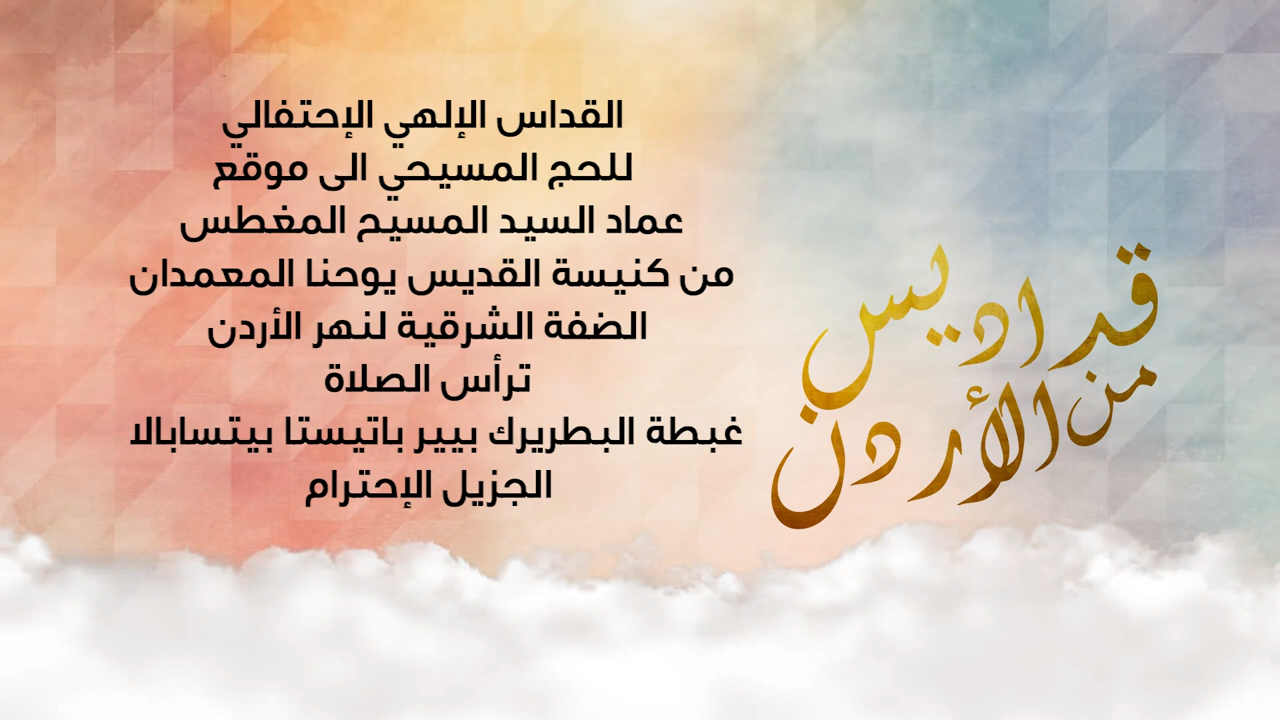 القداس الإلهي الإحتفالي
للحج المسيحي الى موقع
عماد السيد المسيح المغطس
من كنيسة القديس يوحنا المعمدان
الضفة الشرقية لنهر الأردن
ترأس الصلاة
غبطة البطريرك بيير باتيستا بيتسابالا
الجزيل الإحترام
قداديس
من الأردن